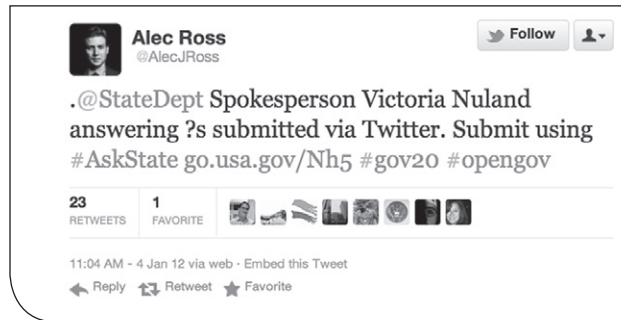 Alec Ross
@AlecJRoss
Follow
.@StateDept Spokesperson Victoria Nuland
answering ?s submitted via Twitter. Submit using
#AskState go.usa.gov/Nh5 #gov20 #opengov
23
RETWEETS
1
FAVORITE
11:04 AM - 4 Jan 12 via web · Embed this Tweet
Reply Retweet Favorite